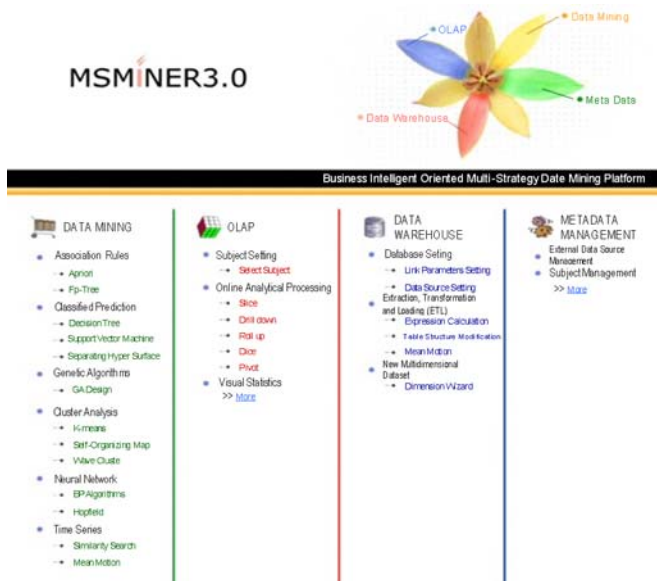 MSMINER3.0
OLAP
Data Mining
Meta Data
Data Warehouse
Business Intelligent Oriented Multi-Strategy Date Mining Platform
DATA MINING
Association Rules
Apriori
Fp-Tree
Classified Prediction
Decision Tree
Support Vector Machine
Separating Hyper Surface
Genetic Algorithms
GA Design
Cluster Analysis
K-means
Self-Organizing Map
Wave Cluste
Neural Network
BP Algorithms
Hopfield
Time Series
Similarity Search
Mean Motion
OLAP
Subject Setting
Select Subject
Online Analytical Processing
Slice
Drill down
Roll up
Dice
Pivot
Visual Statistics
>> More
DATA
WAREHOUSE
Database Seting
Link Parameters Setting
Data Source Setting
Extraction, Transformation
and Loading (ETL)
Expression Calculation
Table Structure Modification
Mean Motion
New Multidimensional
Dataset
Dimension Wizard
METADATA
MANAGEMENT
External Data Source
Management
Subject Management
>> More